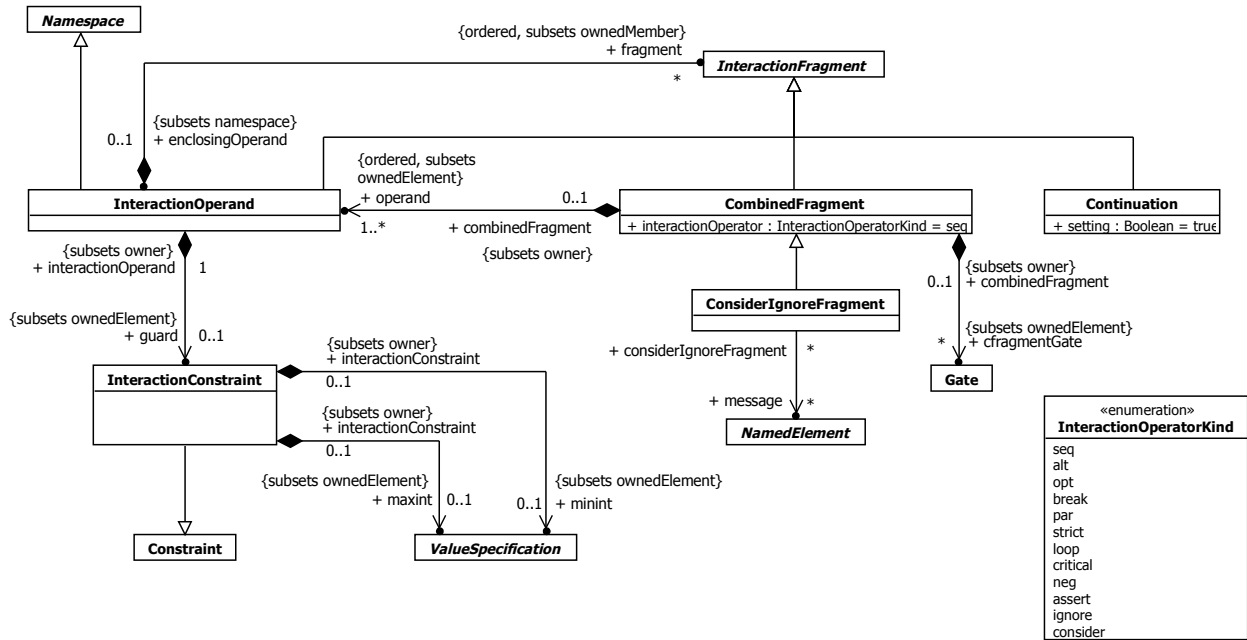 Namespace
{ordered, subsets ownedMember}
+ fragment
*
InteractionFragment
{subsets namespace}
0..1
+ enclosingOperand
{ordered, subsets
ownedElement}
+ operand
1..*
0..1
+ combinedFragment
{subsets owner}
InteractionOperand
CombinedFragment
+ interactionOperator : InteractionOperatorKind = seq
Continuation
+ setting : Boolean = true
{subsets owner}
+ interactionOperand
1
{subsets ownedElement}
+ guard
0..1
ConsiderIgnoreFragment
{subsets owner}
0..1
+ combinedFragment
{subsets ownedElement}
* + cfragmentGate
Gate
+ considerIgnoreFragment
*
+ message
*
NamedElement
InteractionConstraint
{subsets owner}
+ interactionConstraint
0..1
{subsets owner}
+ interactionConstraint
0..1
{subsets ownedElement}
+ maxint
0..1
{subsets ownedElement}
0..1
+ minint
Constraint
ValueSpecification
«enumeration»
InteractionOperatorKind
seq
alt
opt
break
par
strict
loop
critical
neg
assert
ignore
consider